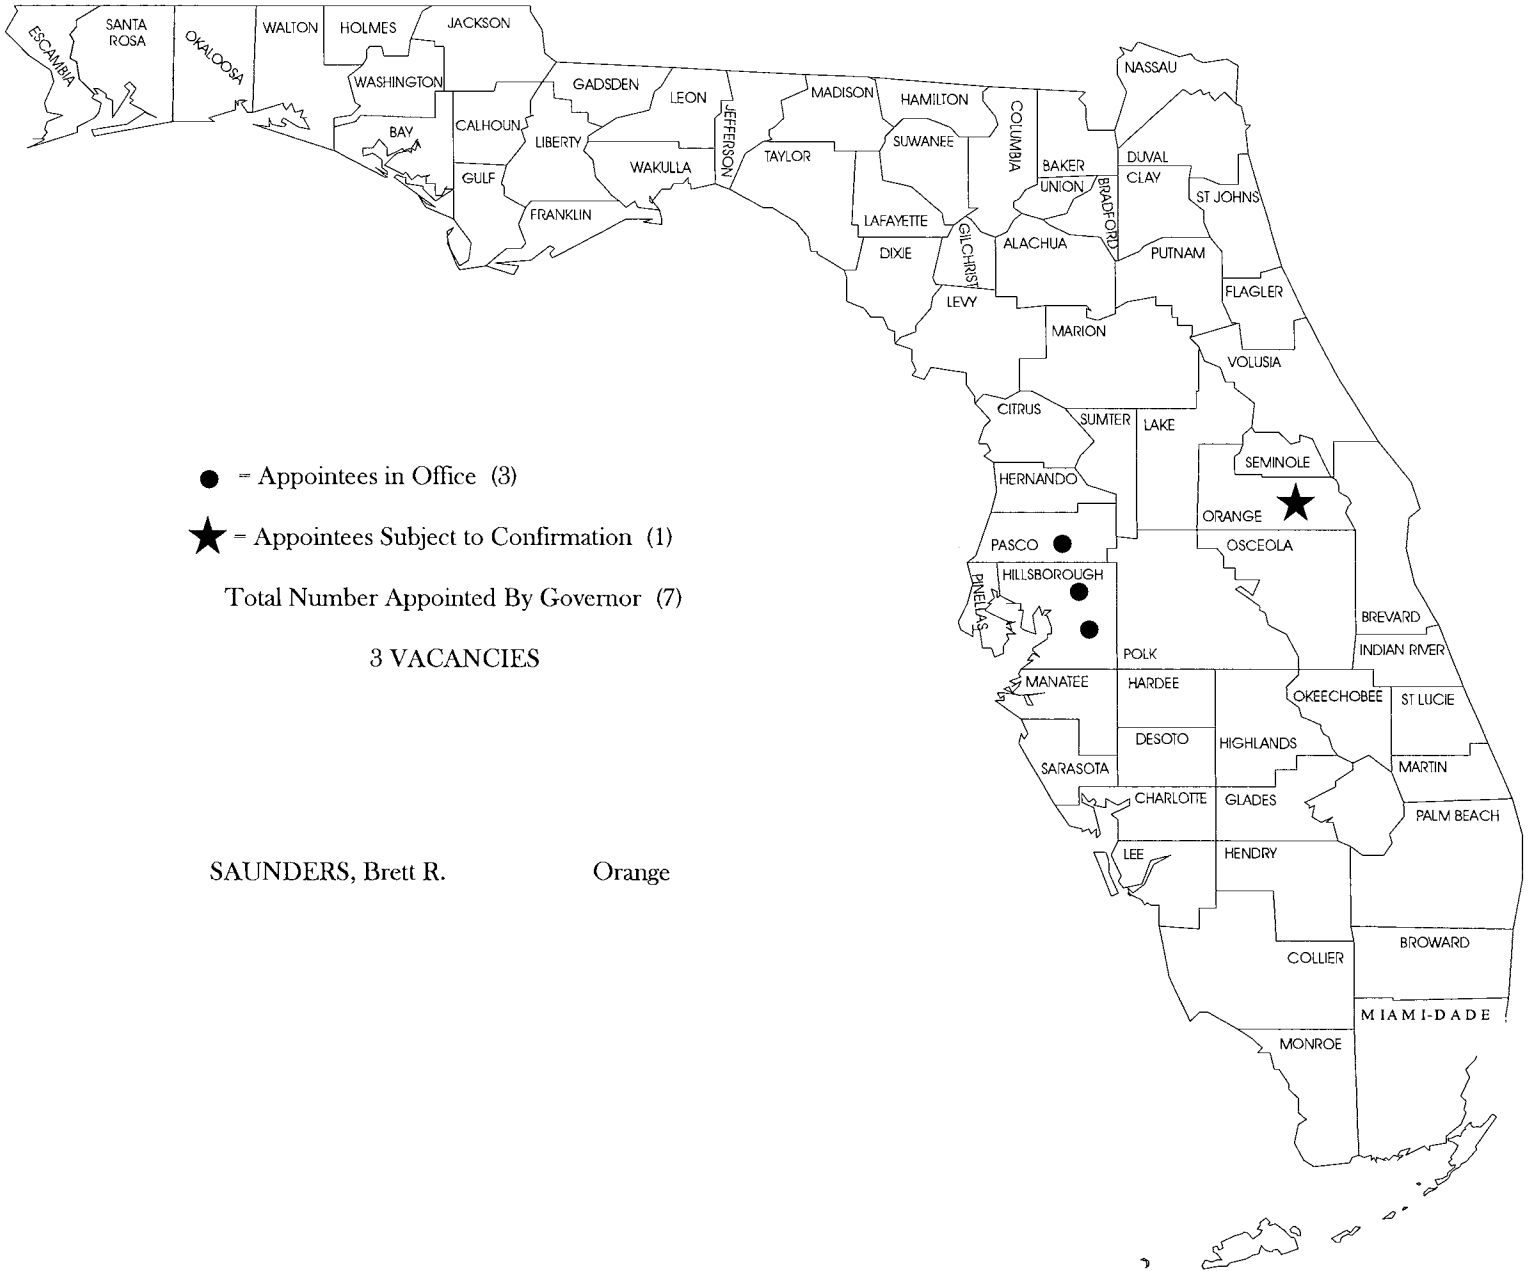 ESCAMBIA
SANTA
ROSA
OKALOOSA
WALTON
HOLMES
JACKSON
WASHINGTON
BAY
CALHOUN
GULF
GADSDEN
LIBERTY
FRANKLIN
LEON
WAKULLA
JEFFERSON
MADISON
TAYLOR
HAMILTON
SUWANEE
LAFAYETTE
DIXIE
COLUMBIA
GILCHRIST
LEVY
NASSAU
BAKER
UNION
BRADFORD
ALACHUA
DUVAL
CLAY
ST JOHNS
PUTNAM
FLAGLER
MARION
VOLUSIA
CITRUS
SUMTER
LAKE
SEMINOLE
HERNANDO
ORANGE
PASCO
OSCEOLA
PINELLAS
HILLSBOROUGH
POLK
BREVARD
INDIAN RIVER
MANATEE
HARDEE
OKEECHOBEE
ST LUCIE
DESOTO
HIGHLANDS
SARASOTA
MARTIN
CHARLOTTE
GLADES
PALM BEACH
LEE
HENDRY
BROWARD
COLLIER
MIAMI-DADE
MONROE
= Appointees in Office (3)
= Appointees Subject to Confirmation (1)
Total Number Appointed By Governor (7)
3 VACANCIES
SAUNDERS, Brett R. Orange